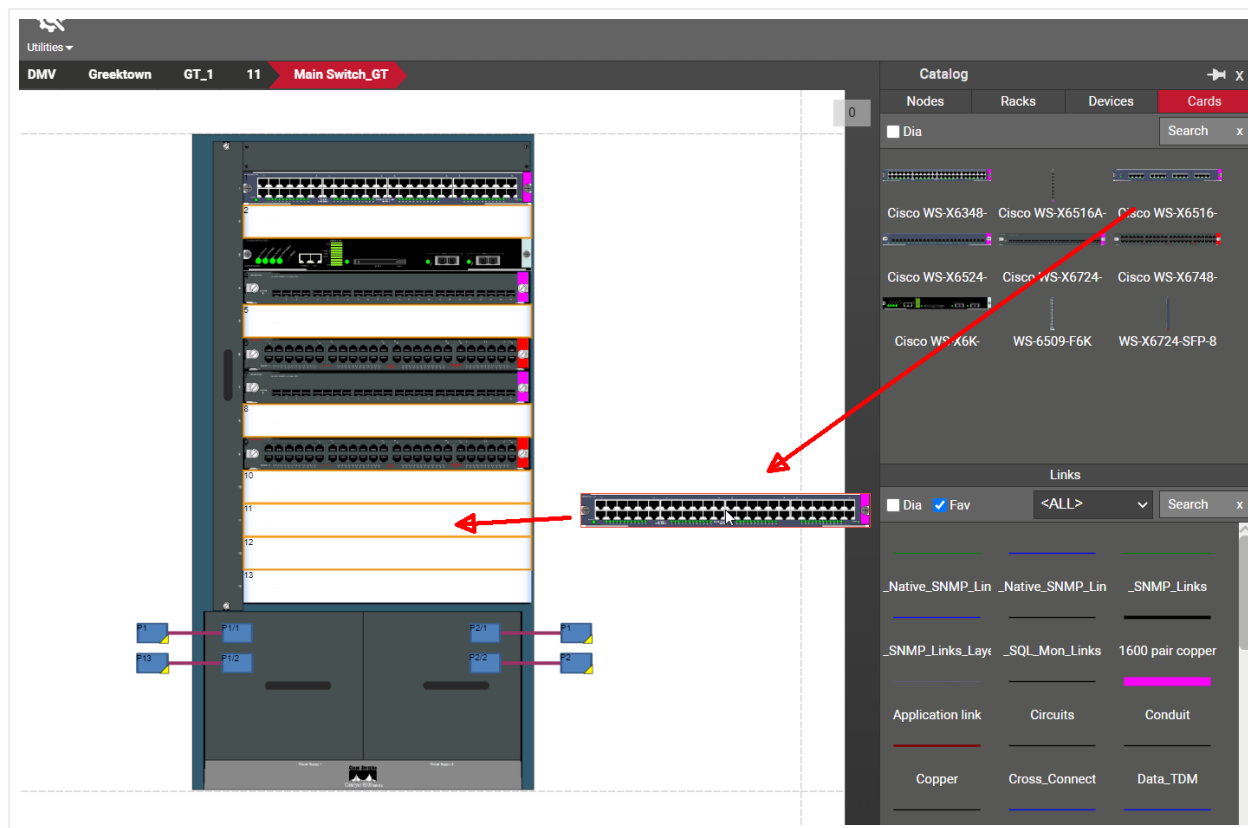 Utilities
DMV Greektown GT_1 11 Main Switch_GT
0
1
2
5
8
10
11
12
13
P1 P1/1 P2/1 P1
P13 P1/2 P2/2 P2
Catalog x
Nodes Racks Devices Cards
Dia Search x
Cisco WS-X6348- Cisco WS-X6516A- Cisco WS-X6516-
Cisco WS-X6524- Cisco WS-X6724- Cisco WS-X6748-
Cisco WS-X6K- WS-6509-F6K WS-X6724-SFP-8
Links
Dia Fav <ALL> Search x
_Native_SNMP_Lin _Native_SNMP_Lin _SNMP_Links
_SNMP_Links_Laye _SQL_Mon_Links 1600 pair copper
Application link Circuits Conduit
Copper Cross_Connect Data_TDM